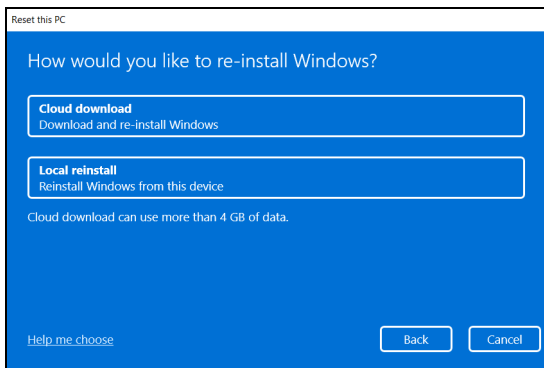 Reset this PC
How would you like to re-install Windows?
Cloud download
Download and re-install Windows
Local reinstall
Reinstall Windows from this device
Cloud download can use more than 4 GB of data.
Help me choose
Back
Cancel